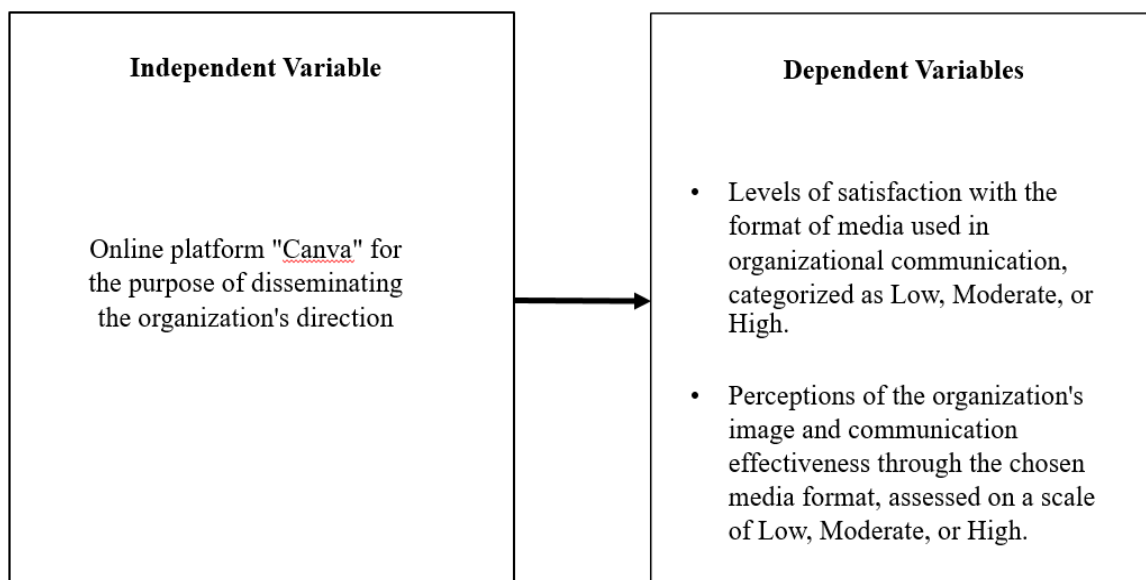 Independent Variable
Online platform "Canva" for
the purpose of disseminating
the organization's direction
Dependent Variables
• Levels of satisfaction with the
format of media used in
organizational communication,
categorized as Low, Moderate, or
High.
• Perceptions of the organization's
image and communication
effectiveness through the chosen
media format, assessed on a scale
of Low, Moderate, or High.